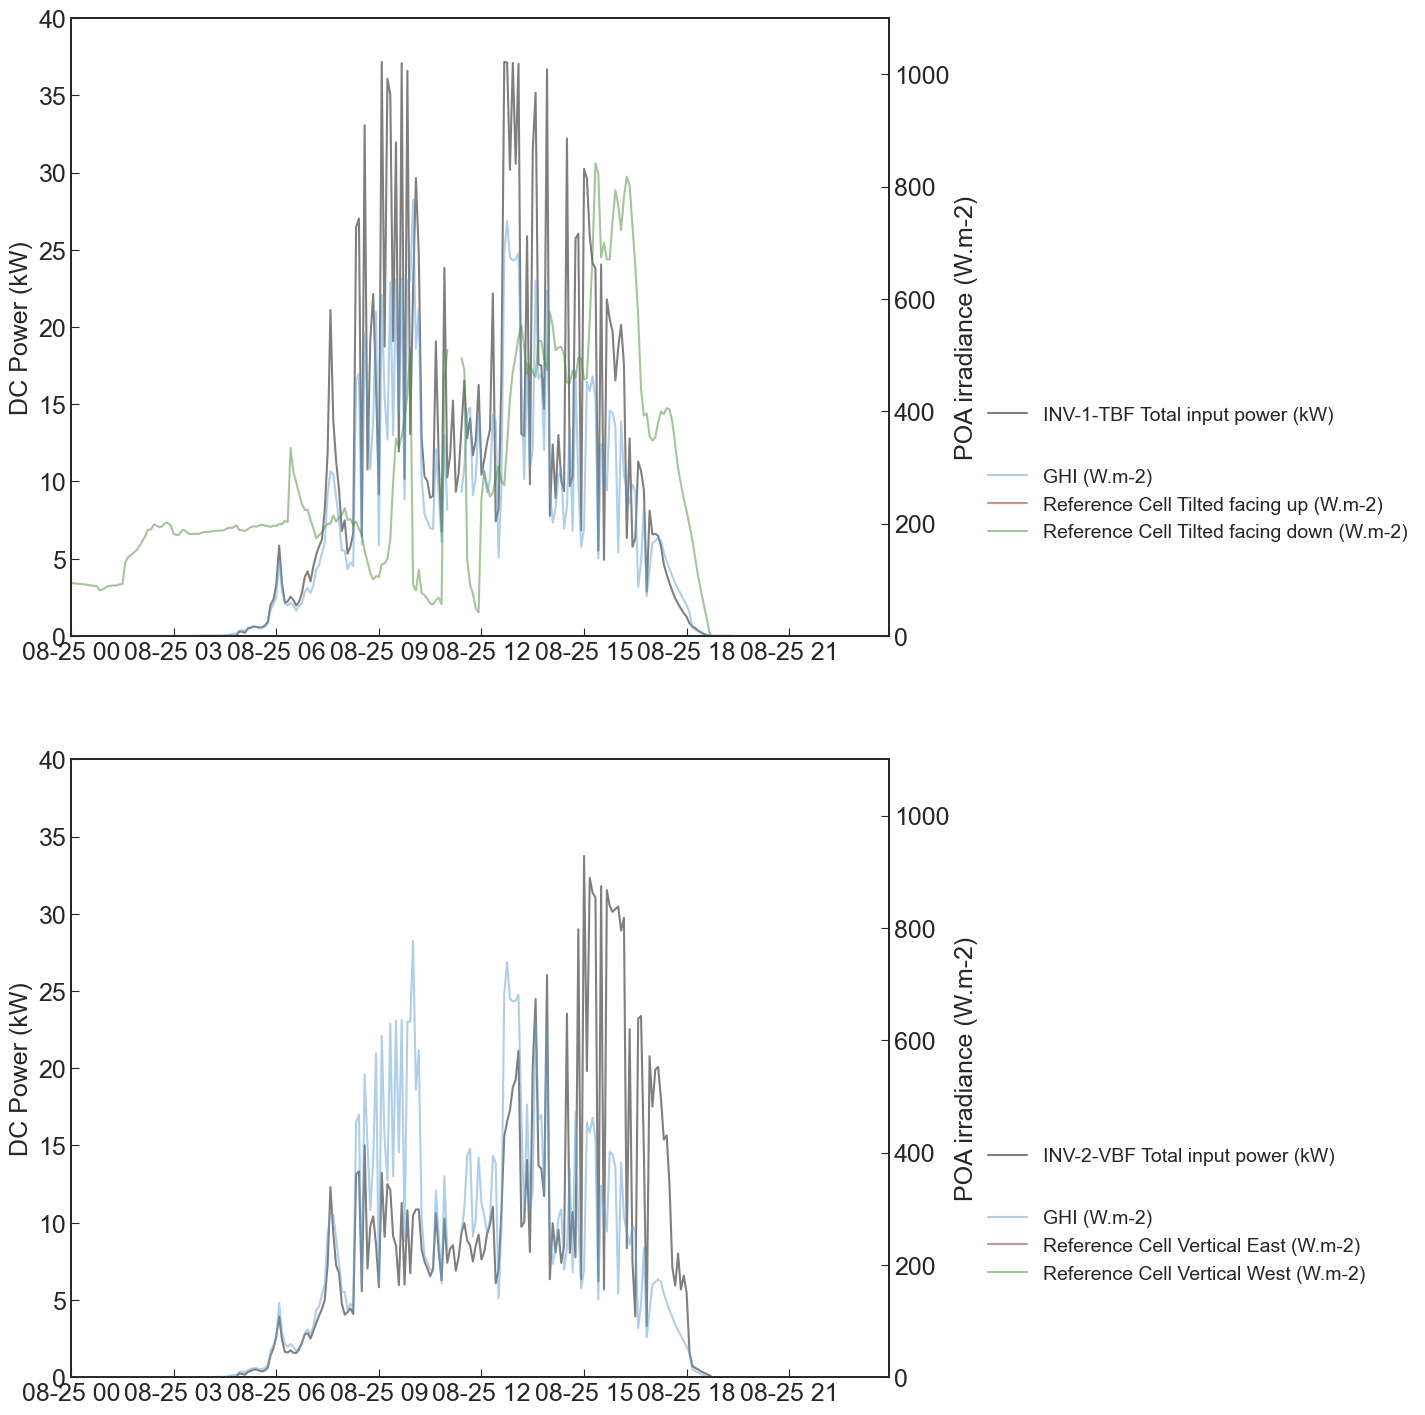 40
35
30
25
20
15
10
5
0
DC Power (kW)
1000
800
600
400
200
0
POA irradiance (W.m-2)
08-25 00 08-25 03 08-25 06 08-25 09 08-25 12 08-25 15 08-25 18 08-25 21
INV-1-TBF Total input power (kW)
GHI (W.m-2)
Reference Cell Tilted facing up (W.m-2)
Reference Cell Tilted facing down (W.m-2)
40
35
30
25
20
15
10
5
0
DC Power (kW)
1000
800
600
400
200
0
POA irradiance (W.m-2)
08-25 00 08-25 03 08-25 06 08-25 09 08-25 12 08-25 15 08-25 18 08-25 21
INV-2-VBF Total input power (kW)
GHI (W.m-2)
Reference Cell Vertical East (W.m-2)
Reference Cell Vertical West (W.m-2)